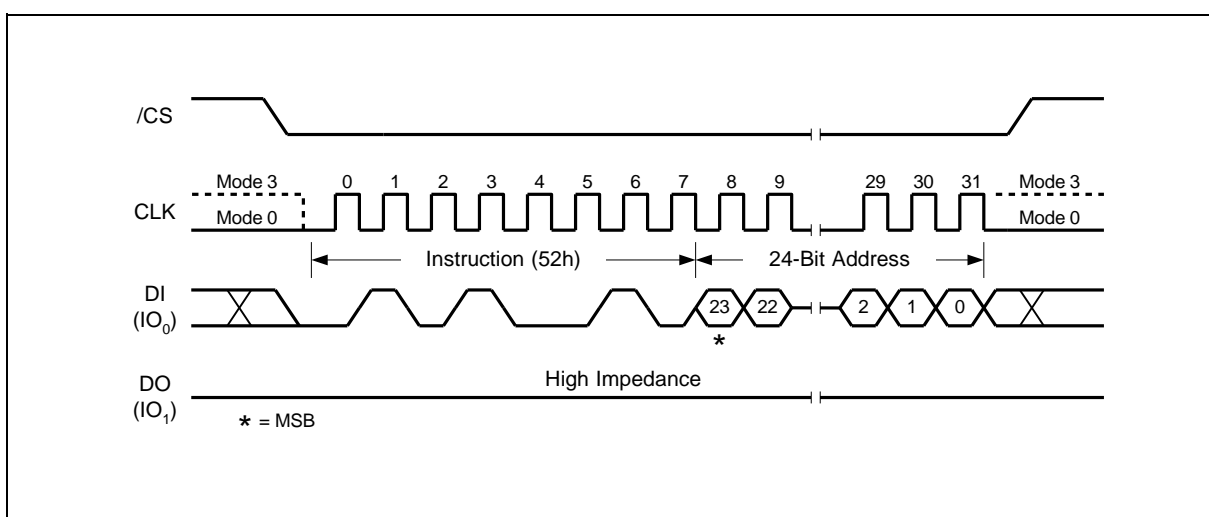 /CS
Mode 3 0 1 2 3 4 5 6 7 8 9 29 30 31 Mode 3
CLK Mode 0 Mode 0
Instruction (52h) 24-Bit Address
DI
(IO0) 23 22 2 1 0
*
DO High Impedance
(IO1)
* = MSB